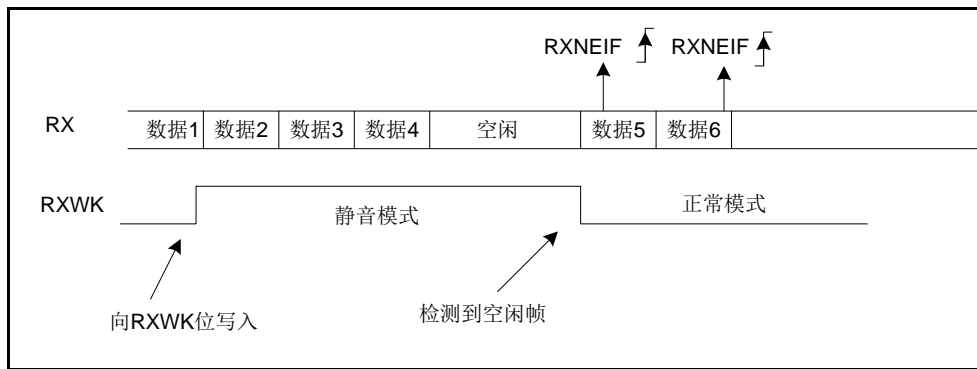 RXNEIF RXNEIF
RX 数据1 数据2 数据3 数据4 空闲 数据5 数据6
RXWK 静音模式 正常模式
向RXWK位写入 检测到空闲帧